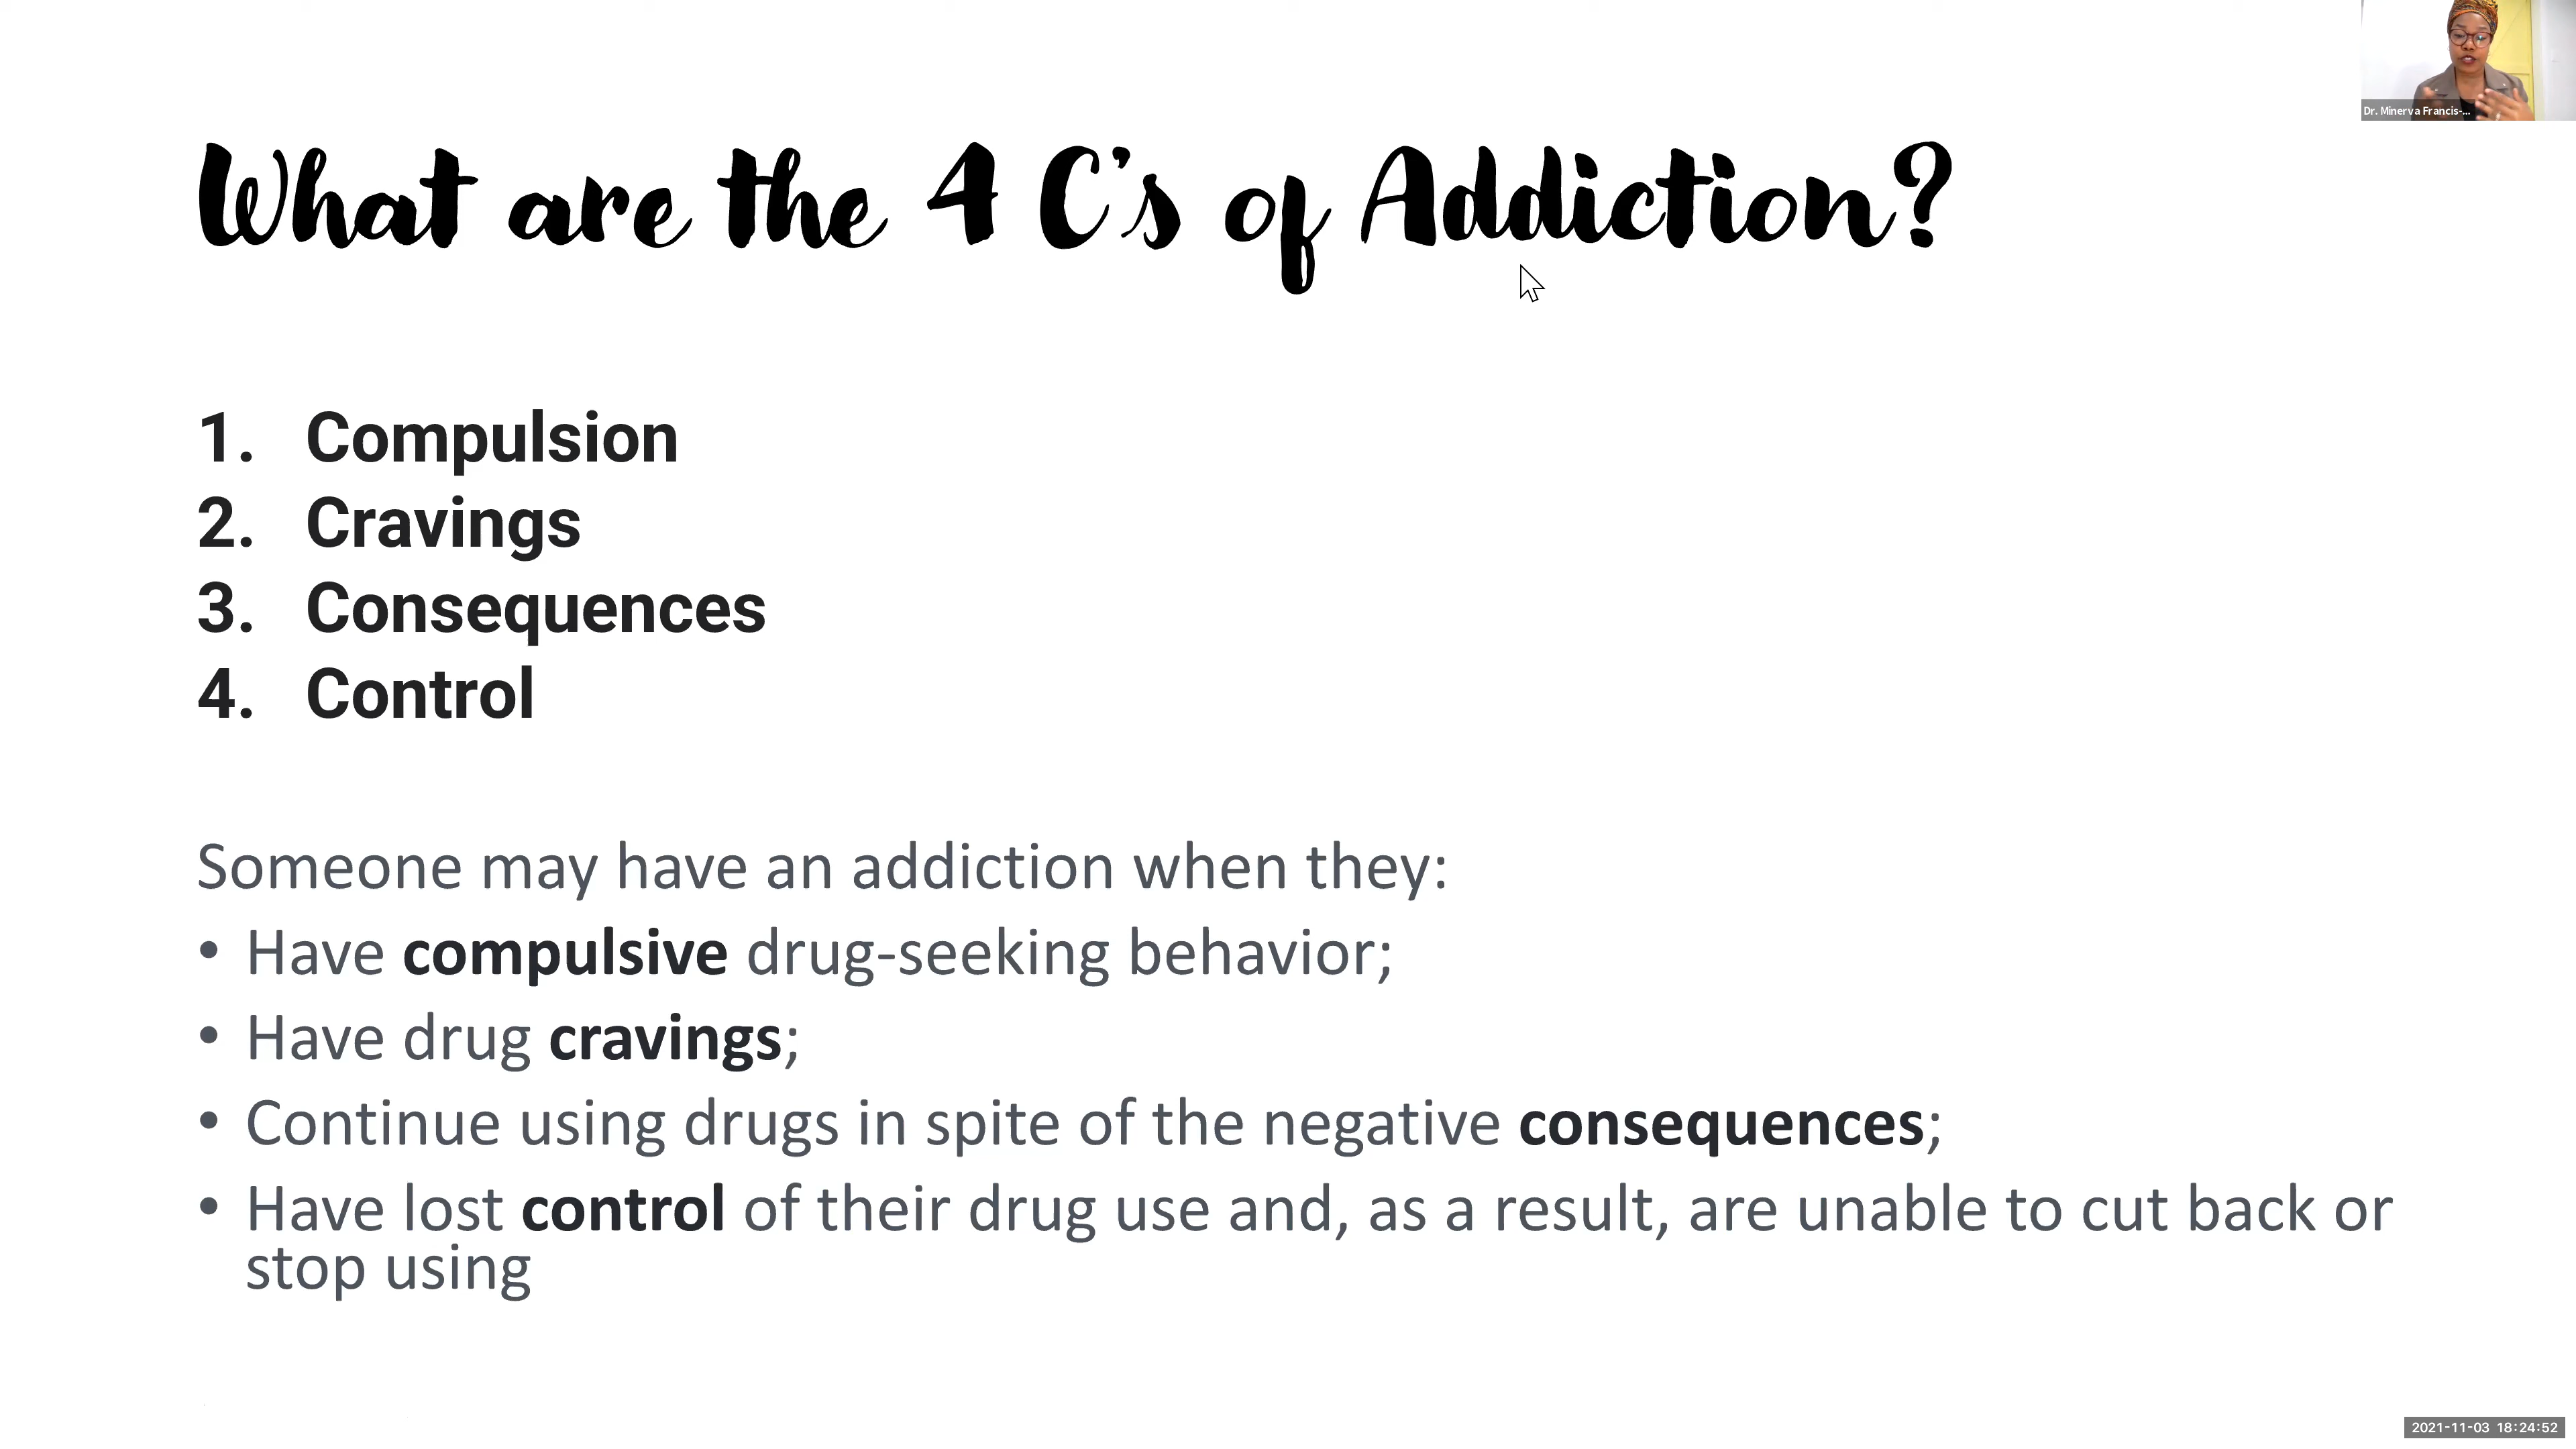 Dr. Minerva Francis-...
What are the 4 C's of Addiction?
1. Compulsion
2. Cravings
3. Consequences
4. Control
Someone may have an addiction when they:
• Have compulsive drug-seeking behavior;
• Have drug cravings;
• Continue using drugs in spite of the negative consequences;
• Have lost control of their drug use and, as a result, are unable to cut back or
stop using
2021-11-03 18:24:52